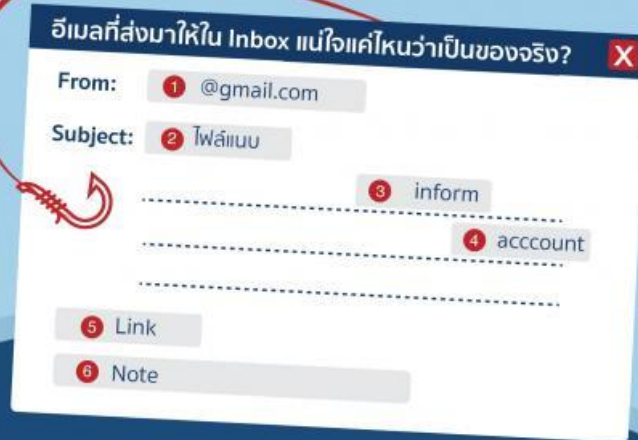 อีเมลที่ส่งมาให้ใน Inbox แน่ใจแค่ไหนว่าเป็นของจริง? X
From: 1 @gmail.com
Subject: 2 ไฟล์แนบ
3 inform
4 acccount
5 Link
6 Note